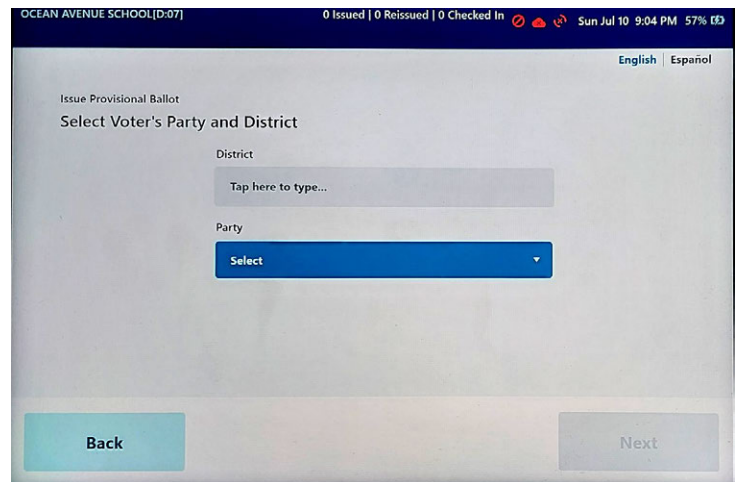 OCEAN AVENUE SCHOOL[D:07] 0 Issued | 0 Reissued | 0 Checked In Sun Jul 10 9:04 PM 57%
English | Español
Issue Provisional Ballot
Select Voter's Party and District
District
Tap here to type...
Party
Select
Back Next